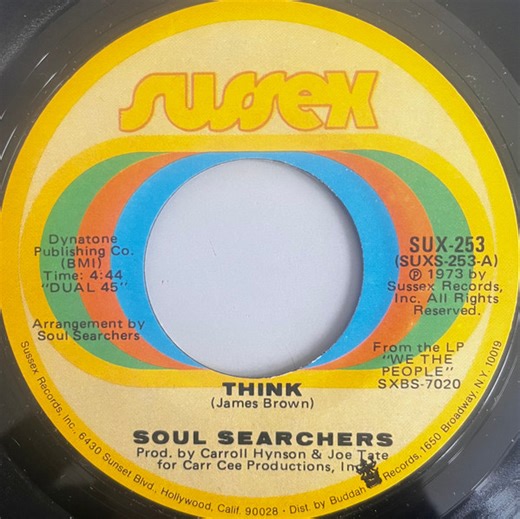 sussex
Dynatone
Publishing Co.
(BMI)
Time: 4:44
"DUAL 45"
Arrangement by
Soul Searchers
SUX-253
(SUXS-253-A)
℗ 1973 by
Sussex Records,
Inc. All Rights
Reserved.
From the LP
"WE THE
PEOPLE"
SXBS-7020
THINK
(James Brown)
SOUL SEARCHERS
Prod. by Carroll Hynson & Joe Tate
for Carr Cee Productions, Inc.
Sussex Records, Inc., 6430 Sunset Blvd., Hollywood, Calif. 90028 • Dist. by Buddah Records, 1650 Broadway, N.Y. 10019